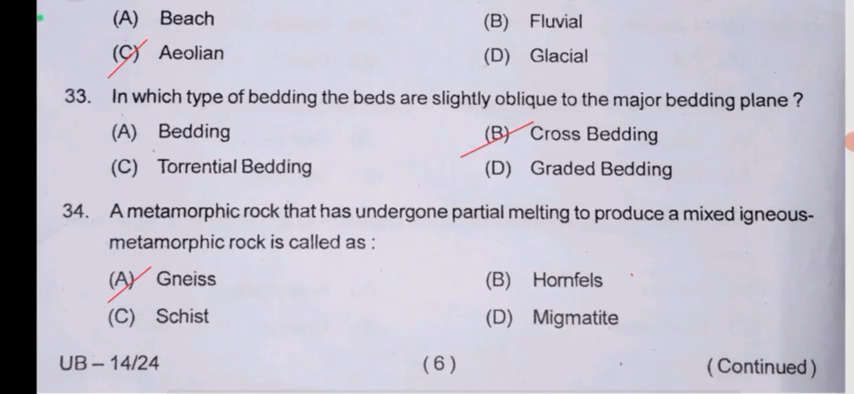 (A) Beach (B) Fluvial
(C) Aeolian (D) Glacial
33. In which type of bedding the beds are slightly oblique to the major bedding plane ?
(A) Bedding (B) Cross Bedding
(C) Torrential Bedding (D) Graded Bedding
34. A metamorphic rock that has undergone partial melting to produce a mixed igneous-
metamorphic rock is called as :
(A) Gneiss (B) Hornfels
(C) Schist (D) Migmatite
UB – 14/24 ( 6 ) ( Continued )